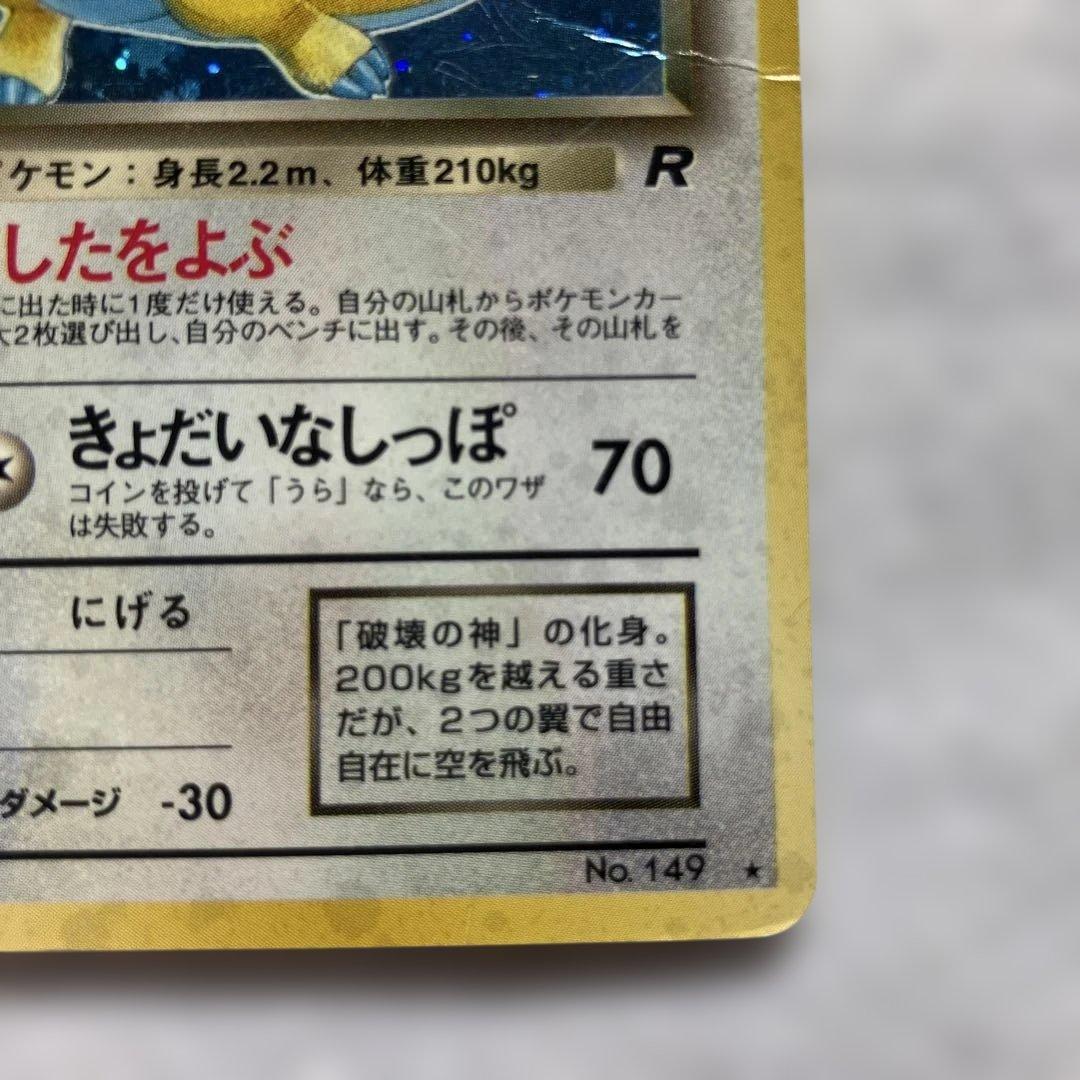 ケモン：身長2.2m、体重210kg R
したをよぶ
に出た時に1度だけ使える。自分の山札からポケモンカー
大2枚選び出し、自分のベンチに出す。その後、その山札を
きょだいなしっぽ 70
コインを投げて「うら」なら、このワザ
は失敗する。
にげる
「破壊の神」の化身。
200kgを越える重さ
だが、2つの翼で自由
自在に空を飛ぶ。
ダメージ -30
No. 149 ★